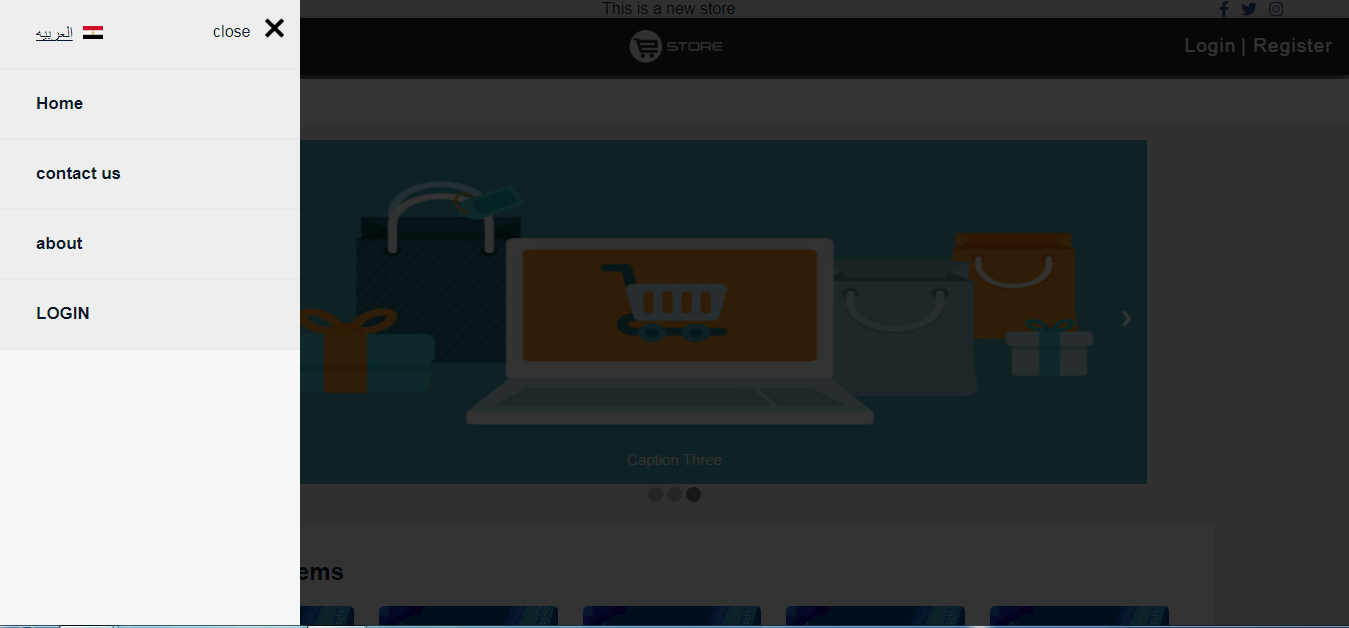 This is a new store
العربيه
close
STORE
Login | Register
Home
contact us
about
LOGIN
Caption Three
ems